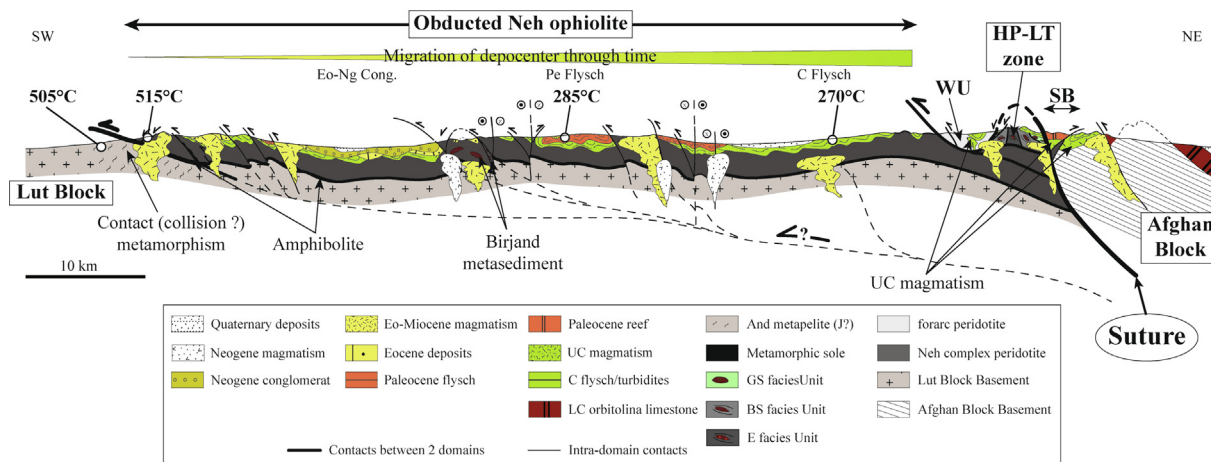 Obducted Neh ophiolite
SW
NE
HP-LT
zone
Migration of depocenter through time
Eo-Ng Cong.
Pe Flysch
C Flysch
WU
SB
505°C
515°C
285°C
270°C
Lut Block
Contact (collision ?)
metamorphism
Amphibolite
Birjand
metasediment
?
Afghan
Block
UC magmatism
10 km
Suture
Quaternary deposits
Eo-Miocene magmatism
Paleocene reef
And metapelite (J?)
forarc peridotite
Neogene magmatism
Eocene deposits
UC magmatism
Metamorphic sole
Neh complex peridotite
Neogene conglomerat
Paleocene flysch
C flysch/turbidites
GS faciesUnit
Lut Block Basement
LC orbitolina limestone
BS facies Unit
Afghan Block Basement
E facies Unit
Contacts between 2 domains
Intra-domain contacts